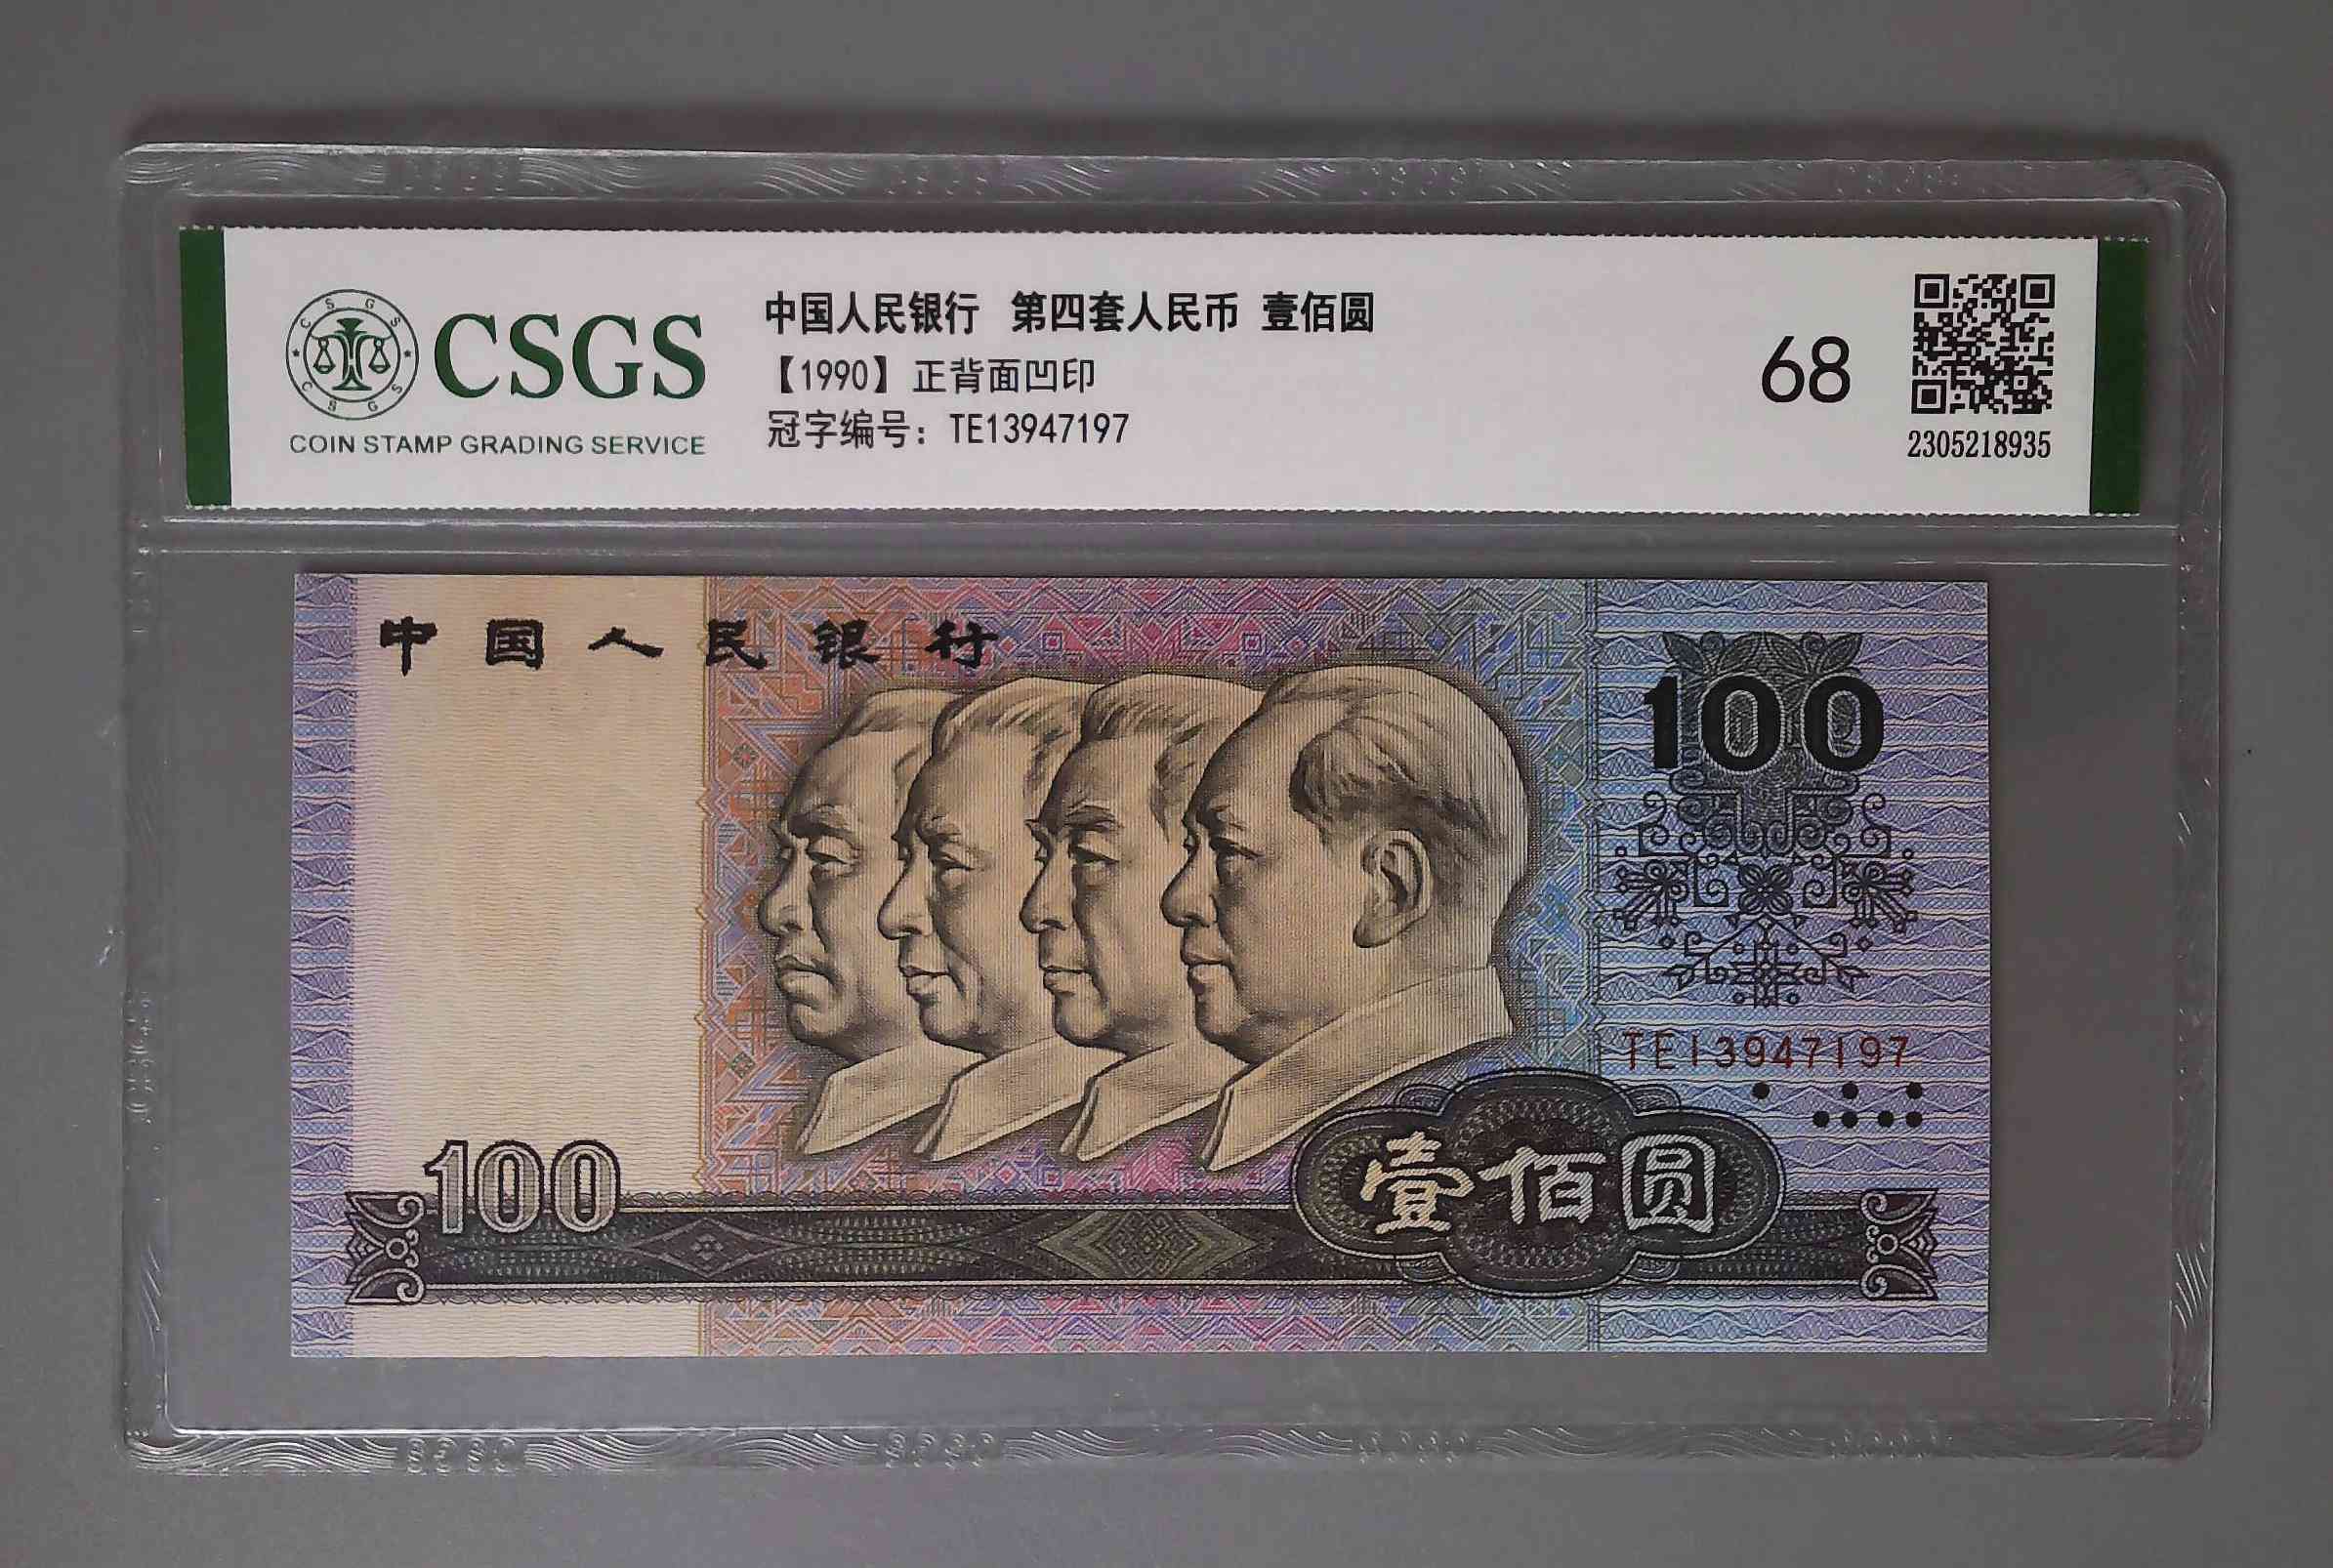 CSGS
COIN STAMP GRADING SERVICE
中国人民银行 第四套人民币 壹佰圆
【1990】正背面凹印
冠字编号：TE13947197
68
2305218935
中国人民银行
100
TE13947197
100
壹佰圆